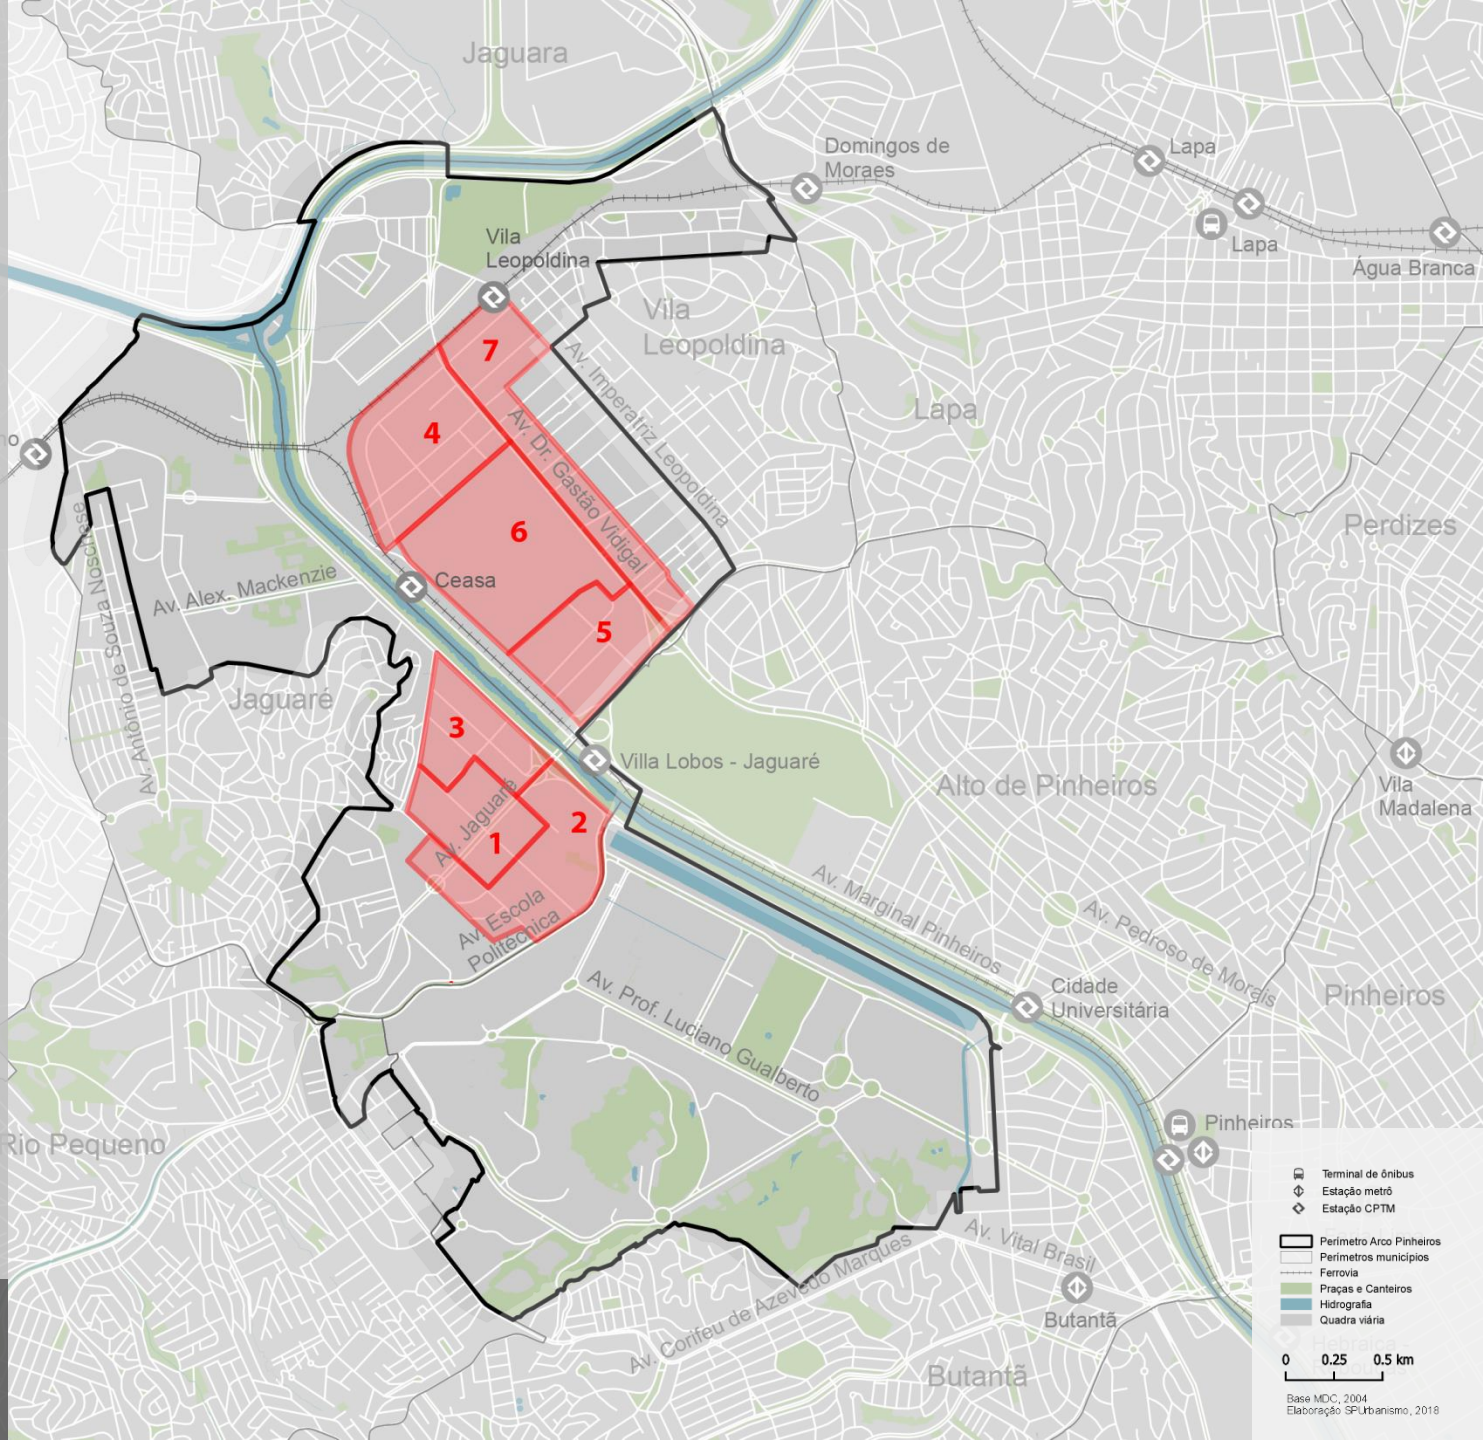 Jaguara
Domingos de
Moraes
Lapa
Lapa
Água Branca
Vila
Leopoldina
Vila
Leopoldina
7
Av. Imperatriz Leopoldina
Lapa
4
Av. Dr. Gastão Vidigal
6
Perdizes
Ceasa
Av. Alex. Mackenzie
Av. Antonio de Souza Noschese
5
Jaguaré
3
Villa Lobos - Jaguaré
Alto de Pinheiros
Vila
Madalena
Av. Jaguaré
1
2
Av. Marginal Pinheiros
Av. Escola
Politécnica
Av. Pedroso de Morais
Cidade
Universitária
Pinheiros
Av. Prof. Luciano Gualberto
Rio Pequeno
Pinheiros
Av. Vital Brasil
Av. Corifeu de Azevedo Marques
Butantã
Butantã
Terminal de ônibus
Estação metrô
Estação CPTM
Perímetro Arco Pinheiros
Perímetros municípios
Ferrovia
Praças e Canteiros
Hidrografia
Quadra viária
0 0.25 0.5 km
Base MDC, 2004
Elaboração SPUrbanismo, 2018